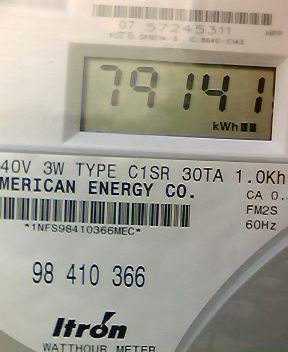 07 57245311
HPP
79141
kWh
40V 3W TYPE C1SR 30TA 1.0Kh
MERICAN ENERGY CO.
CA 0.
FM2S
60Hz
*1NFS98410366MEC*
98 410 366
Itron
WATTHOUR METER